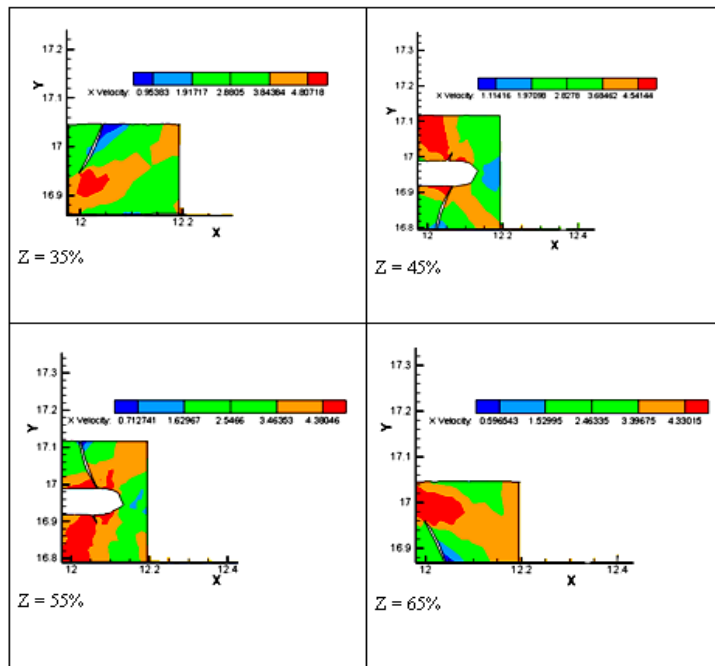 17.2
Y
X Velocity: 0.95383 1.91717 2.8805 3.84384 4.80718
17.1
17
16.9
12 12.2
X
Z = 35%
17.3
Y
17.2
X Velocity: 1.11416 1.97098 2.8278 3.68462 4.54144
17.1
17
16.9
16.8
12 12.2 12.4
X
Z = 45%
17.3
17.2
Y
X Velocity: 0.712741 1.62967 2.5466 3.46353 4.38046
17.1
17
16.9
16.8
12 12.2 12.4
X
Z = 55%
17.3
17.2
Y
X Velocity: 0.596543 1.52995 2.46335 3.39675 4.33015
17.1
17
16.9
12 12.2 12.4
X
Z = 65%